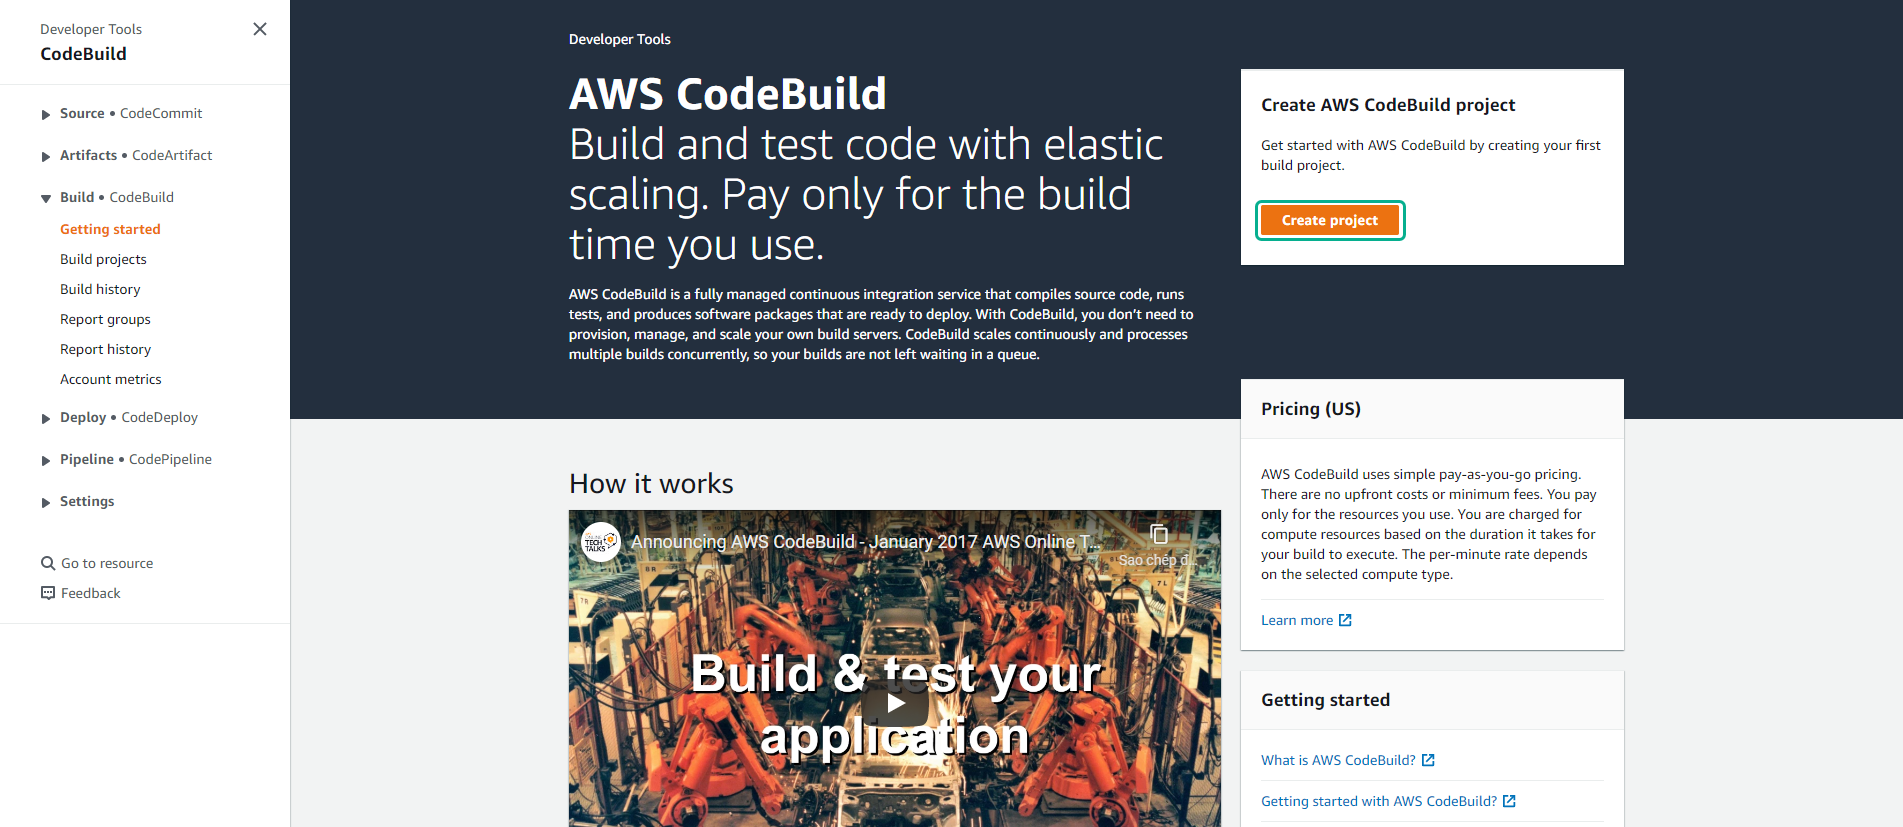 Developer Tools
CodeBuild
Source • CodeCommit
Artifacts • CodeArtifact
Build • CodeBuild
Getting started
Build projects
Build history
Report groups
Report history
Account metrics
Deploy • CodeDeploy
Pipeline • CodePipeline
Settings
Go to resource
Feedback
Developer Tools
AWS CodeBuild
Build and test code with elastic
scaling. Pay only for the build
time you use.
AWS CodeBuild is a fully managed continuous integration service that compiles source code, runs
tests, and produces software packages that are ready to deploy. With CodeBuild, you don’t need to
provision, manage, and scale your own build servers. CodeBuild scales continuously and processes
multiple builds concurrently, so your builds are not left waiting in a queue.
Create AWS CodeBuild project
Get started with AWS CodeBuild by creating your first
build project.
Create project
How it works
TECH
TALKS
Announcing AWS CodeBuild - January 2017 AWS Online T...
Sao chép đ...
8R
7L
Build & test your
application
Pricing (US)
AWS CodeBuild uses simple pay-as-you-go pricing.
There are no upfront costs or minimum fees. You pay
only for the resources you use. You are charged for
compute resources based on the duration it takes for
your build to execute. The per-minute rate depends
on the selected compute type.
Learn more
Getting started
What is AWS CodeBuild?
Getting started with AWS CodeBuild?